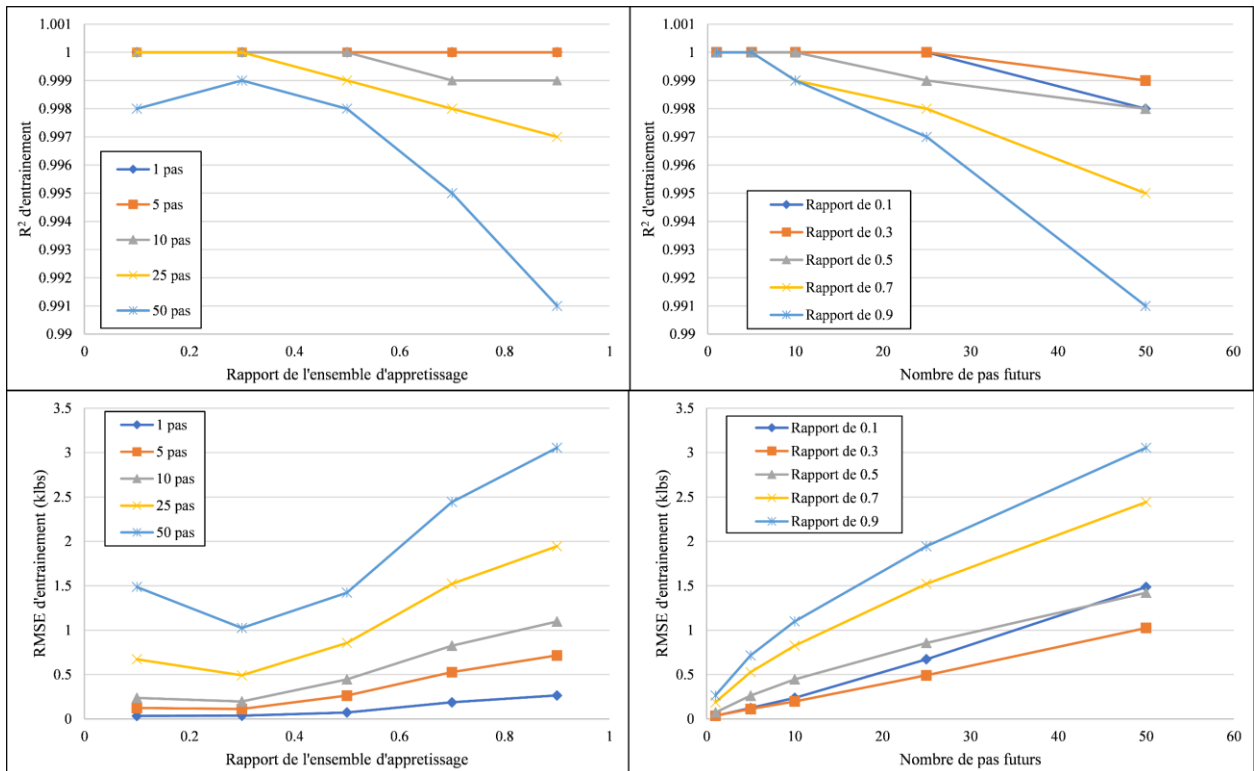 1.001
1
0.999
0.998
0.997
0.996
0.995
0.994
0.993
0.992
0.991
0.99
R² d'entrainement
1 pas
5 pas
10 pas
25 pas
50 pas
0 0.2 0.4 0.6 0.8 1
Rapport de l'ensemble d'appretissage
1.001
1
0.999
0.998
0.997
0.996
0.995
0.994
0.993
0.992
0.991
0.99
R² d'entrainement
Rapport de 0.1
Rapport de 0.3
Rapport de 0.5
Rapport de 0.7
Rapport de 0.9
0 10 20 30 40 50 60
Nombre de pas futurs
3.5
3
2.5
2
1.5
1
0.5
0
RMSE d'entrainement (klbs)
1 pas
5 pas
10 pas
25 pas
50 pas
0 0.2 0.4 0.6 0.8 1
Rapport de l'ensemble d'appretissage
3.5
3
2.5
2
1.5
1
0.5
0
RMSE d'entrainement (klbs)
Rapport de 0.1
Rapport de 0.3
Rapport de 0.5
Rapport de 0.7
Rapport de 0.9
0 10 20 30 40 50 60
Nombre de pas futurs